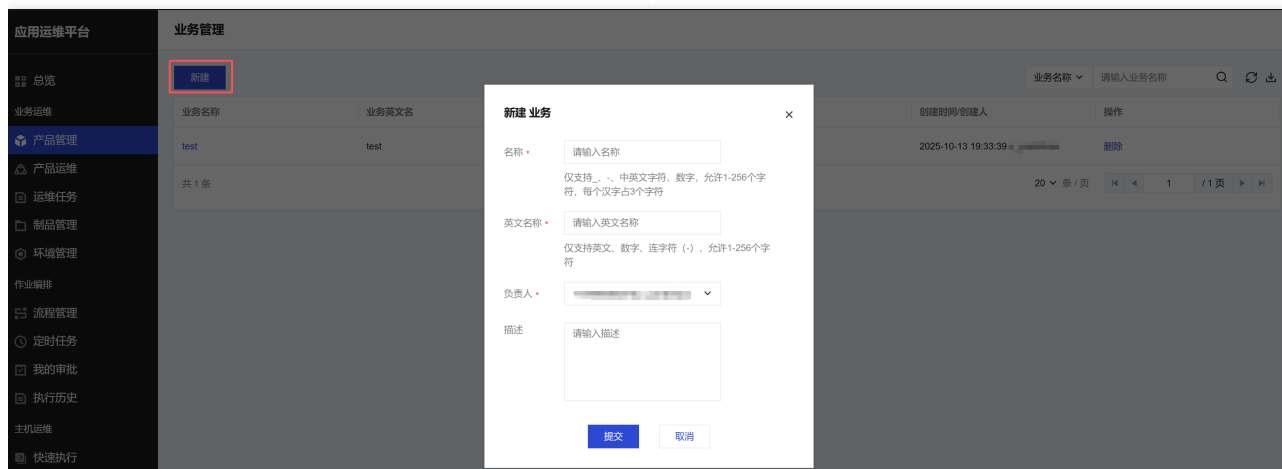 应用运维平台
业务管理
总览
业务运维
产品管理
产品运维
运维任务
制品管理
环境管理
作业编排
流程管理
定时任务
我的审批
执行历史
主机运维
快速执行
新建
业务名称
请输入业务名称
业务名称 业务英文名 创建时间/创建人 操作
test test 2025-10-13 19:33:39 删除
共 1 条 20 条 / 页 1 / 1 页
新建 业务
名称 •
请输入名称
仅支持_、-、中英文字符、数字，允许1-256个字
符，每个汉字占3个字符
英文名称 •
请输入英文名称
仅支持英文、数字、连字符（-），允许1-256个字
符
负责人 •
描述
请输入描述
提交 取消